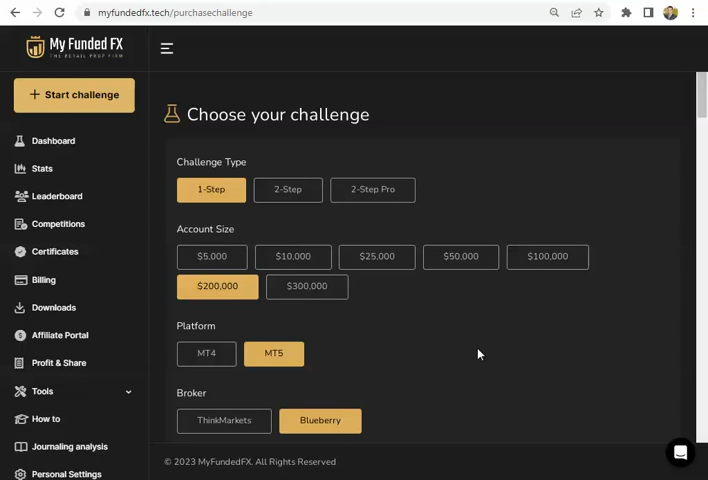 myfundedfx.tech/purchasechallenge
My Funded FX
THE RETAIL PROP FIRM
+ Start challenge
Dashboard
Stats
Leaderboard
Competitions
Certificates
Billing
Downloads
Affiliate Portal
Profit & Share
Tools
How to
Journaling analysis
Personal Settings
Choose your challenge
Challenge Type
1-Step 2-Step 2-Step Pro
Account Size
$5,000 $10,000 $25,000 $50,000 $100,000
$200,000 $300,000
Platform
MT4 MT5
Broker
ThinkMarkets Blueberry
© 2023 MyFundedFX. All Rights Reserved